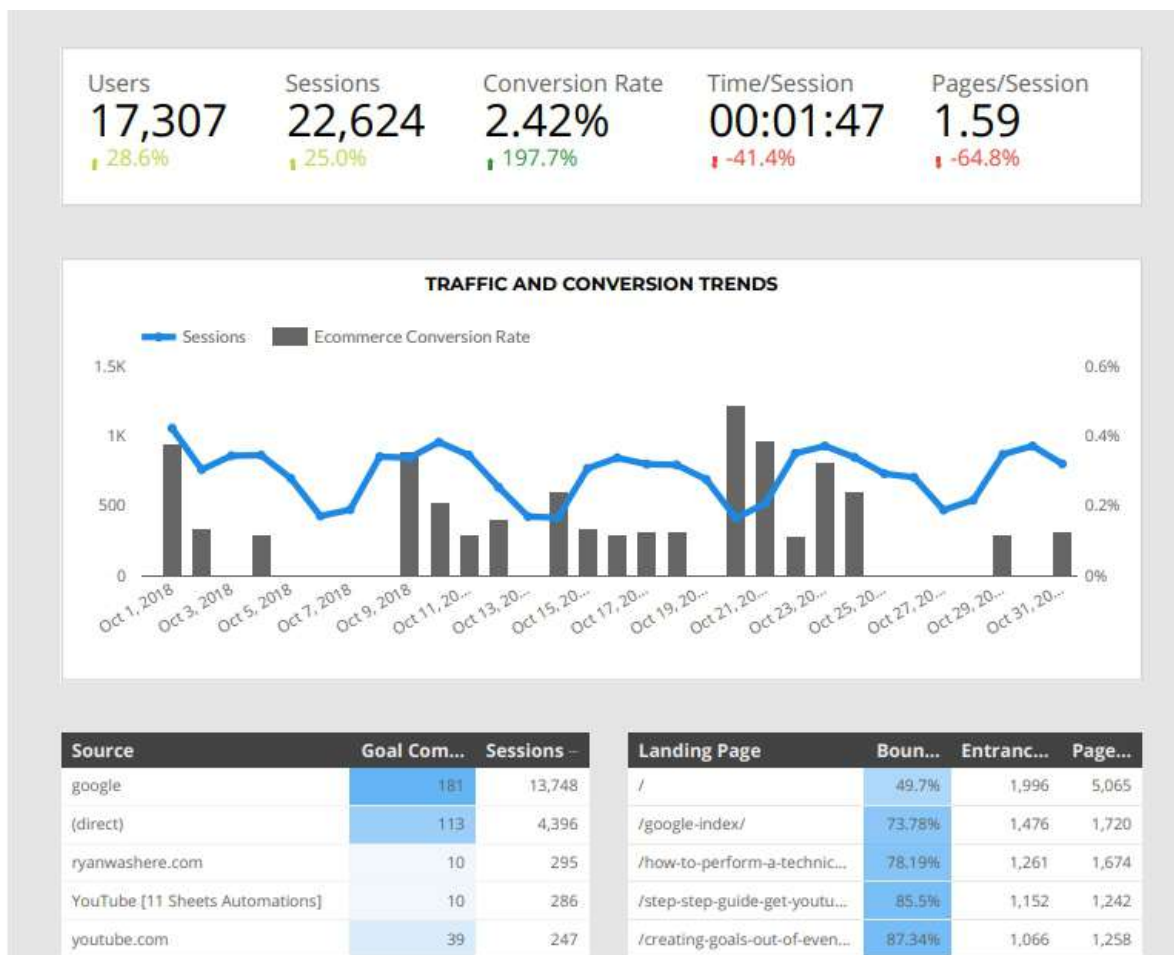 Users Sessions Conversion Rate Time/Session Pages/Session
17,307 22,624 2.42% 00:01:47 1.59
28.6% 25.0% 197.7% -41.4% -64.8%
TRAFFIC AND CONVERSION TRENDS
Sessions Ecommerce Conversion Rate
1.5K 0.6%
1K 0.4%
500 0.2%
0 0%
Oct 1, 2018 Oct 3, 2018 Oct 5, 2018 Oct 7, 2018 Oct 9, 2018 Oct 11, 20... Oct 13, 20... Oct 15, 20... Oct 17, 20... Oct 19, 20... Oct 21, 20... Oct 23, 20... Oct 25, 20... Oct 27, 20... Oct 29, 20... Oct 31, 20...
Source Goal Com... Sessions
google 181 13,748
(direct) 113 4,396
ryanwashere.com 10 295
YouTube [11 Sheets Automations] 10 286
youtube.com 39 247
Landing Page Boun... Entranc... Page...
/ 49.7% 1,996 5,065
/google-index/ 73.78% 1,476 1,720
/how-to-perform-a-technic... 78.19% 1,261 1,674
/step-step-guide-get-youtu... 85.5% 1,152 1,242
/creating-goals-out-of-even... 87.34% 1,066 1,258